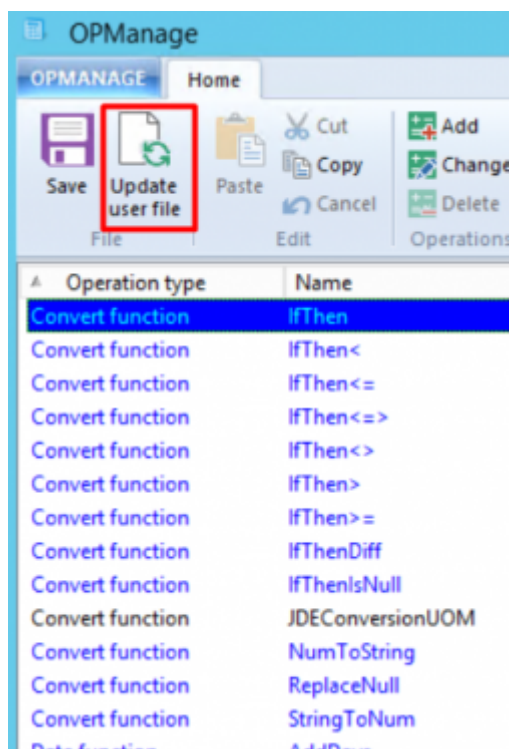 OPManage
OPMANAGE Home
Save
Update
user file
Paste
Cut
Copy
Cancel
Add
Change
Delete
File Edit Operations
Operation type Name
Convert function IfThen
Convert function IfThen<
Convert function IfThen<=
Convert function IfThen<=>
Convert function IfThen<>
Convert function IfThen>
Convert function IfThen>=
Convert function IfThenDiff
Convert function IfThenIsNull
Convert function JDEConversionUOM
Convert function NumToString
Convert function ReplaceNull
Convert function StringToNum
Date function AddDays